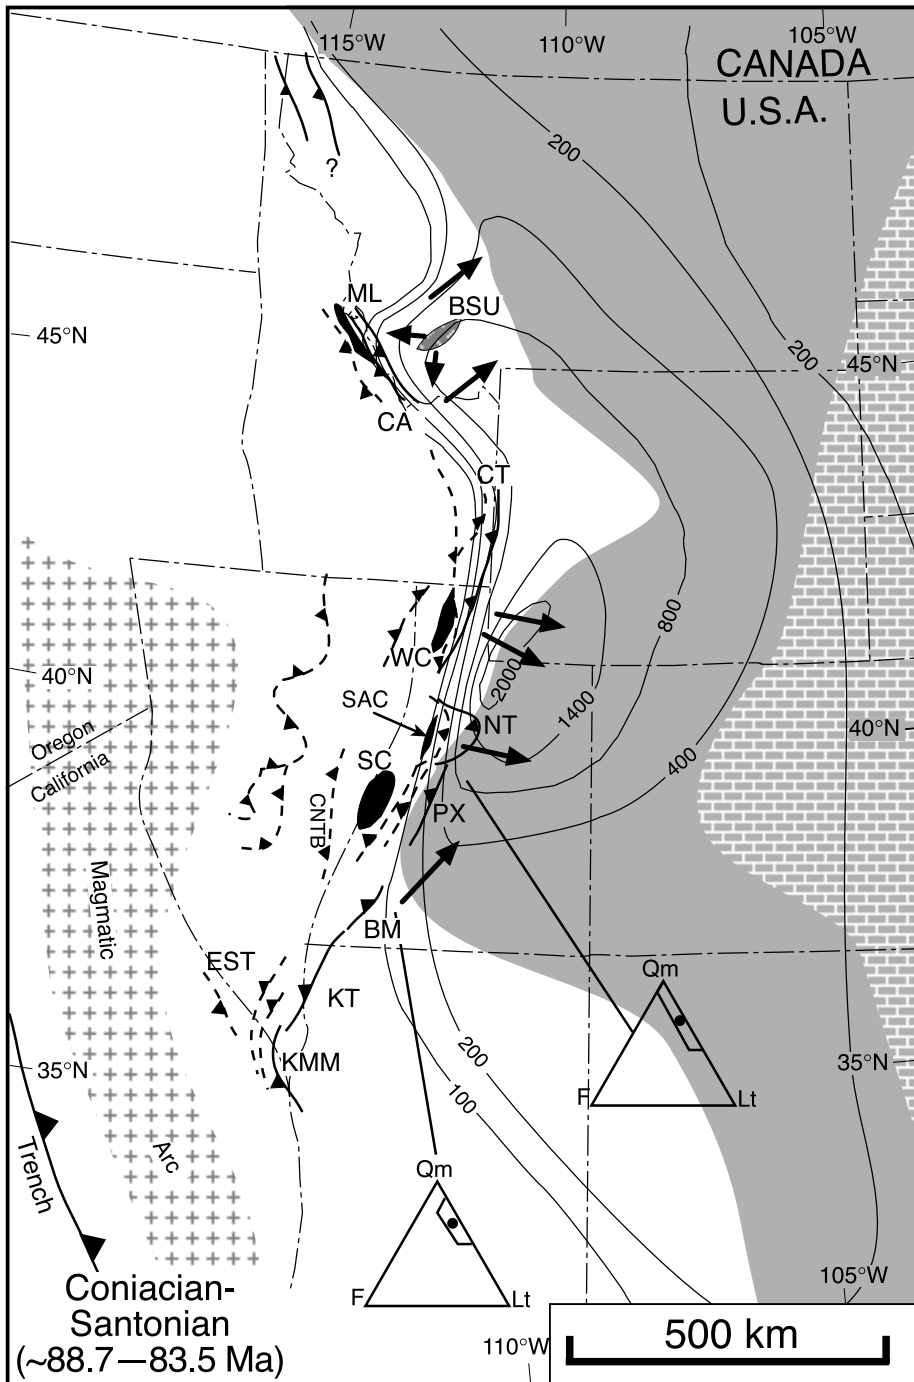 115°W
110°W
105°W
CANADA
U.S.A.
200
?
ML
BSU
45°N
200
45°N
CA
CT
800
WC
2000
40°N
SAC
1400
NT
40°N
Oregon
California
SC
400
CNTB
PX
Magmatic
BM
EST
Qm
KT
200
35°N
KMM
35°N
100
F
Lt
Trench
Arc
Qm
105°W
Coniacian-
F
Lt
Santonian
110°W
500 km
(~88.7—83.5 Ma)